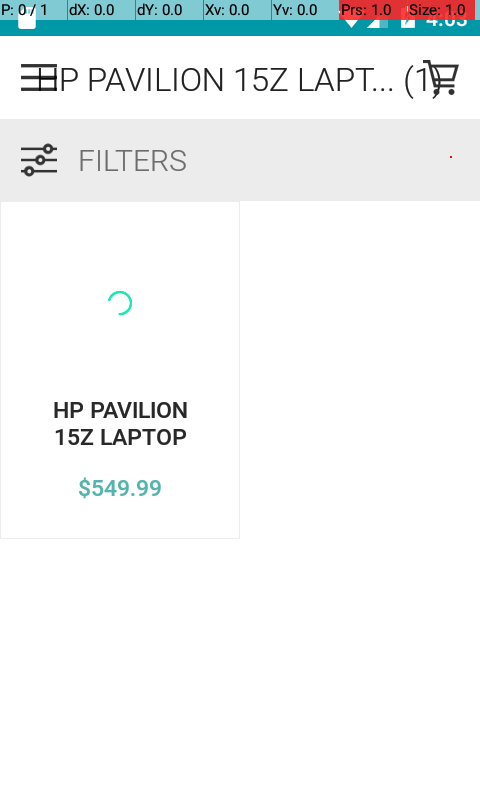 P: 0 / 1 dX: 0.0 dY: 0.0 Xv: 0.0 Yv: 0.0 Prs: 1.0 Size: 1.0
4:05
HP PAVILION 15Z LAPT... (1)
FILTERS
HP PAVILION
15Z LAPTOP
$549.99